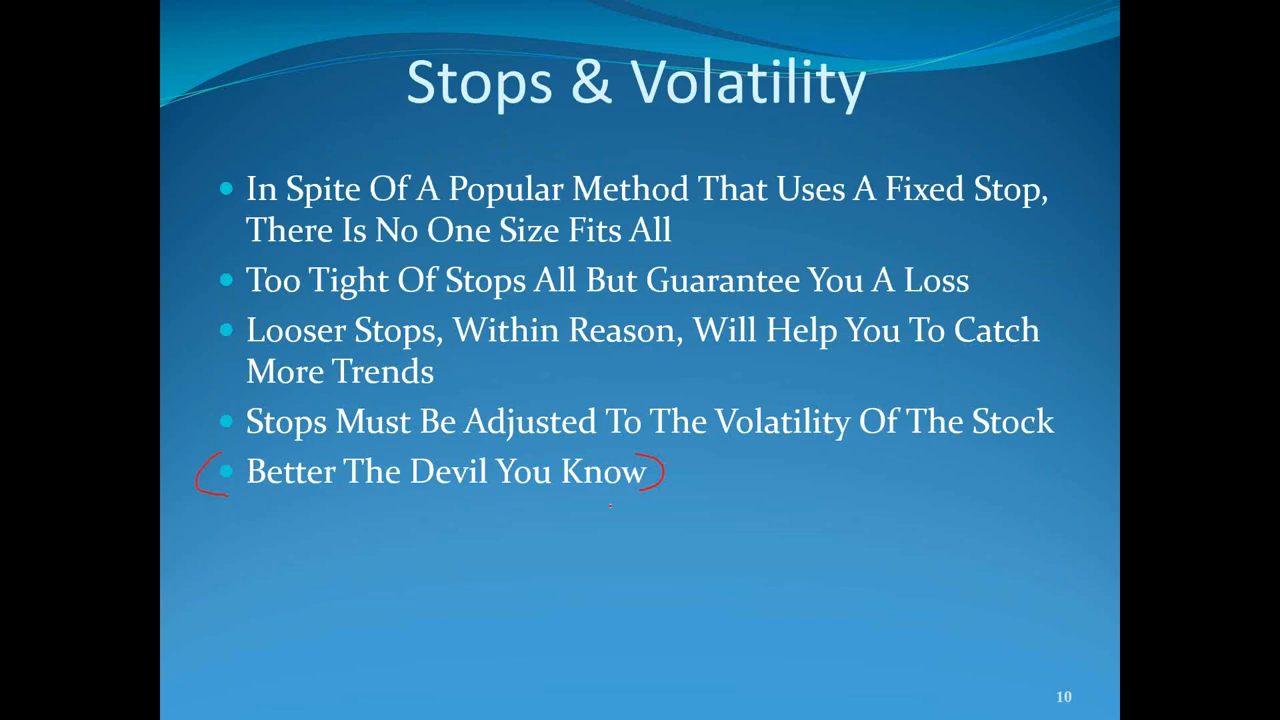 Stops & Volatility
In Spite Of A Popular Method That Uses A Fixed Stop,
There Is No One Size Fits All
Too Tight Of Stops All But Guarantee You A Loss
Looser Stops, Within Reason, Will Help You To Catch
More Trends
Stops Must Be Adjusted To The Volatility Of The Stock
Better The Devil You Know
10